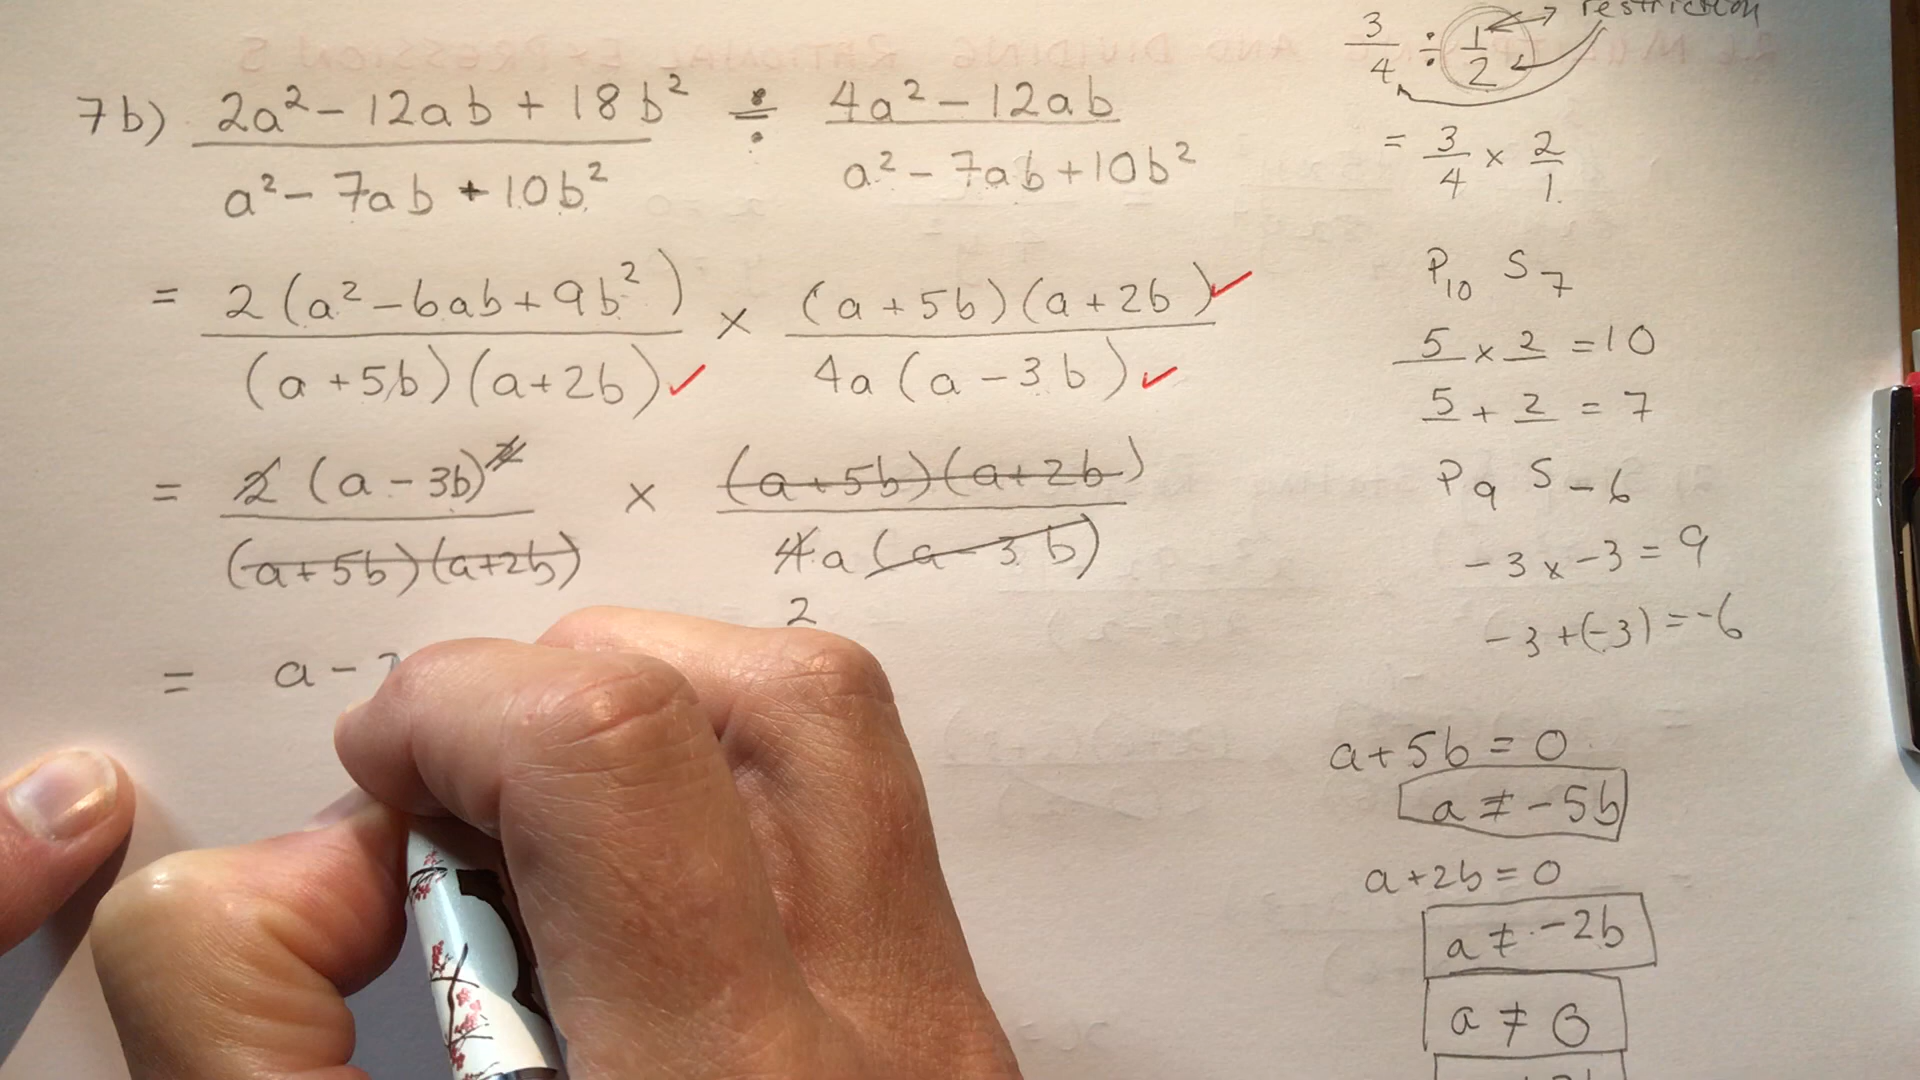 restriction
3/4 ÷ 1/2
= 3/4 × 2/1
7b) (2a² - 12ab + 18b²)/(a² - 7ab + 10b²) ÷ (4a² - 12ab)/(a² - 7ab + 10b²)
= 2(a² - 6ab + 9b²)/((a + 5b)(a + 2b)) × ((a + 5b)(a + 2b))/(4a(a - 3b))
= 2(a - 3b)²/((a + 5b)(a + 2b)) × ((a + 5b)(a + 2b))/(4a(a - 3b))
2
= a -
P10 S7
5 × 2 = 10
5 + 2 = 7
P9 S-6
-3 × -3 = 9
-3 + (-3) = -6
a + 5b = 0
a ≠ -5b
a + 2b = 0
a ≠ -2b
a ≠ 0